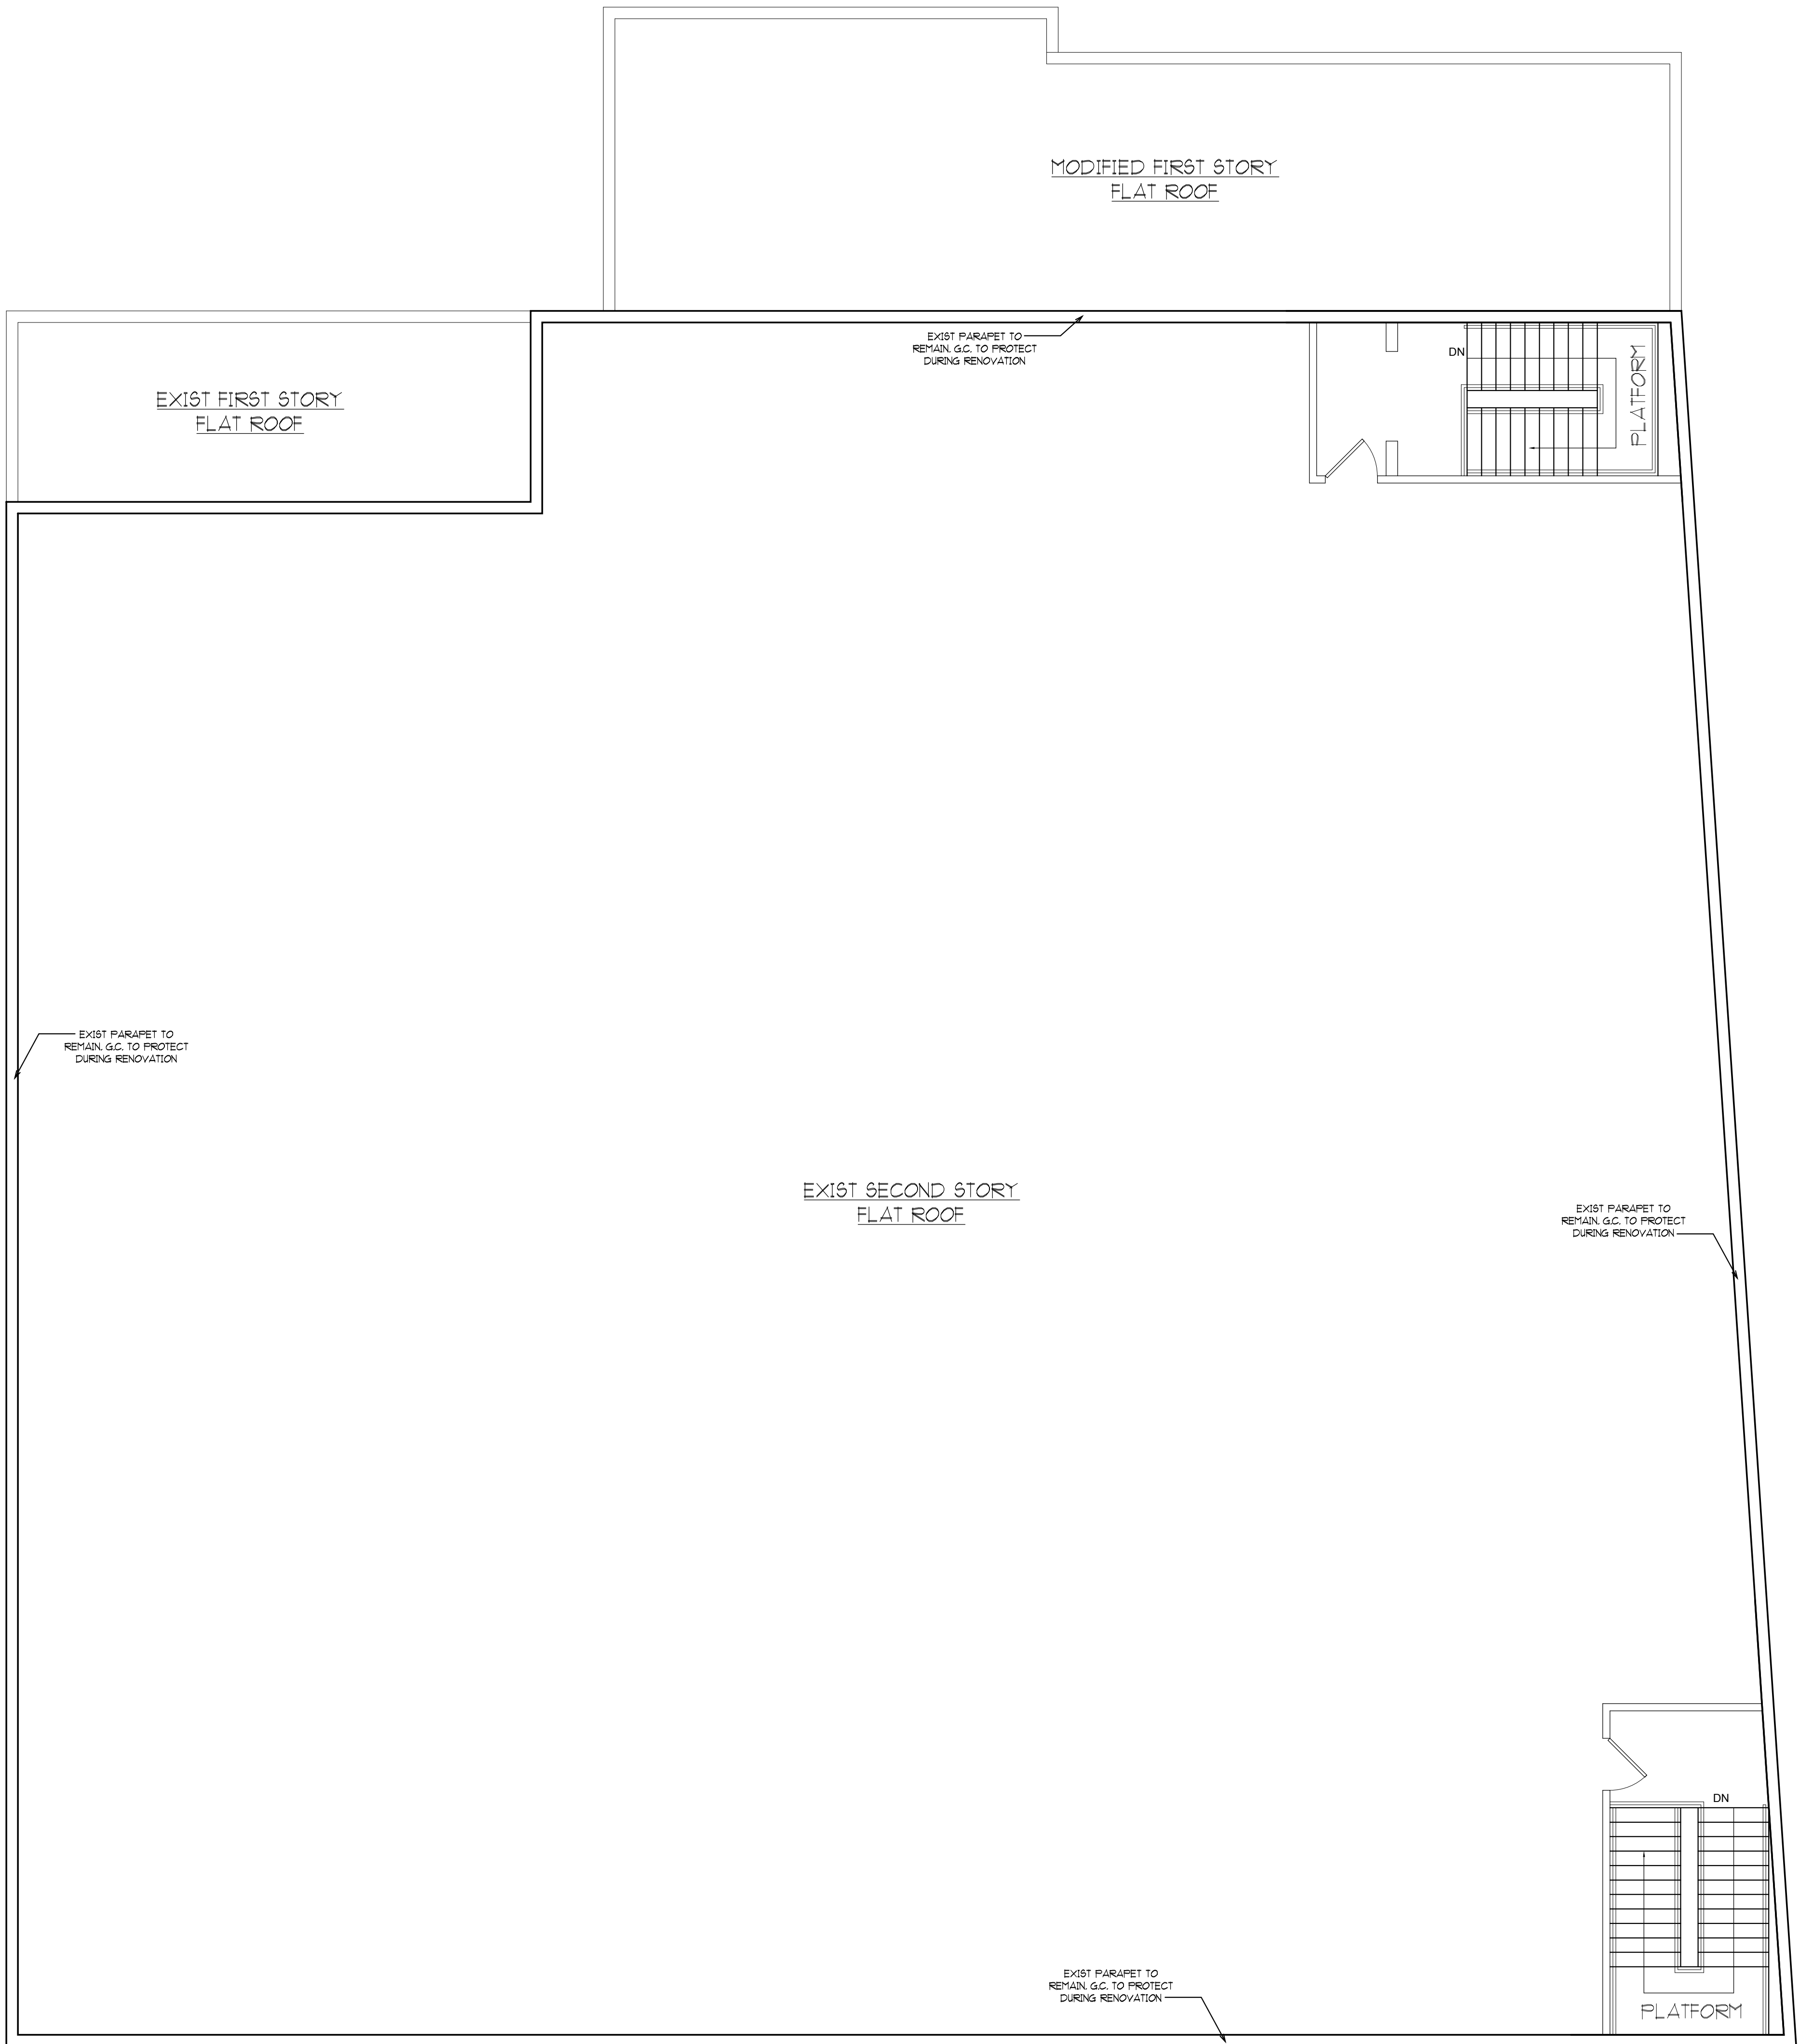 MODIFIED FIRST STORY
FLAT ROOF
EXIST PARAPET TO
REMAIN. G.C. TO PROTECT
DURING RENOVATION
DN
PLATFORM
EXIST FIRST STORY
FLAT ROOF
EXIST PARAPET TO
REMAIN. G.C. TO PROTECT
DURING RENOVATION
EXIST SECOND STORY
FLAT ROOF
EXIST PARAPET TO
REMAIN. G.C. TO PROTECT
DURING RENOVATION
DN
EXIST PARAPET TO
REMAIN. G.C. TO PROTECT
DURING RENOVATION
PLATFORM